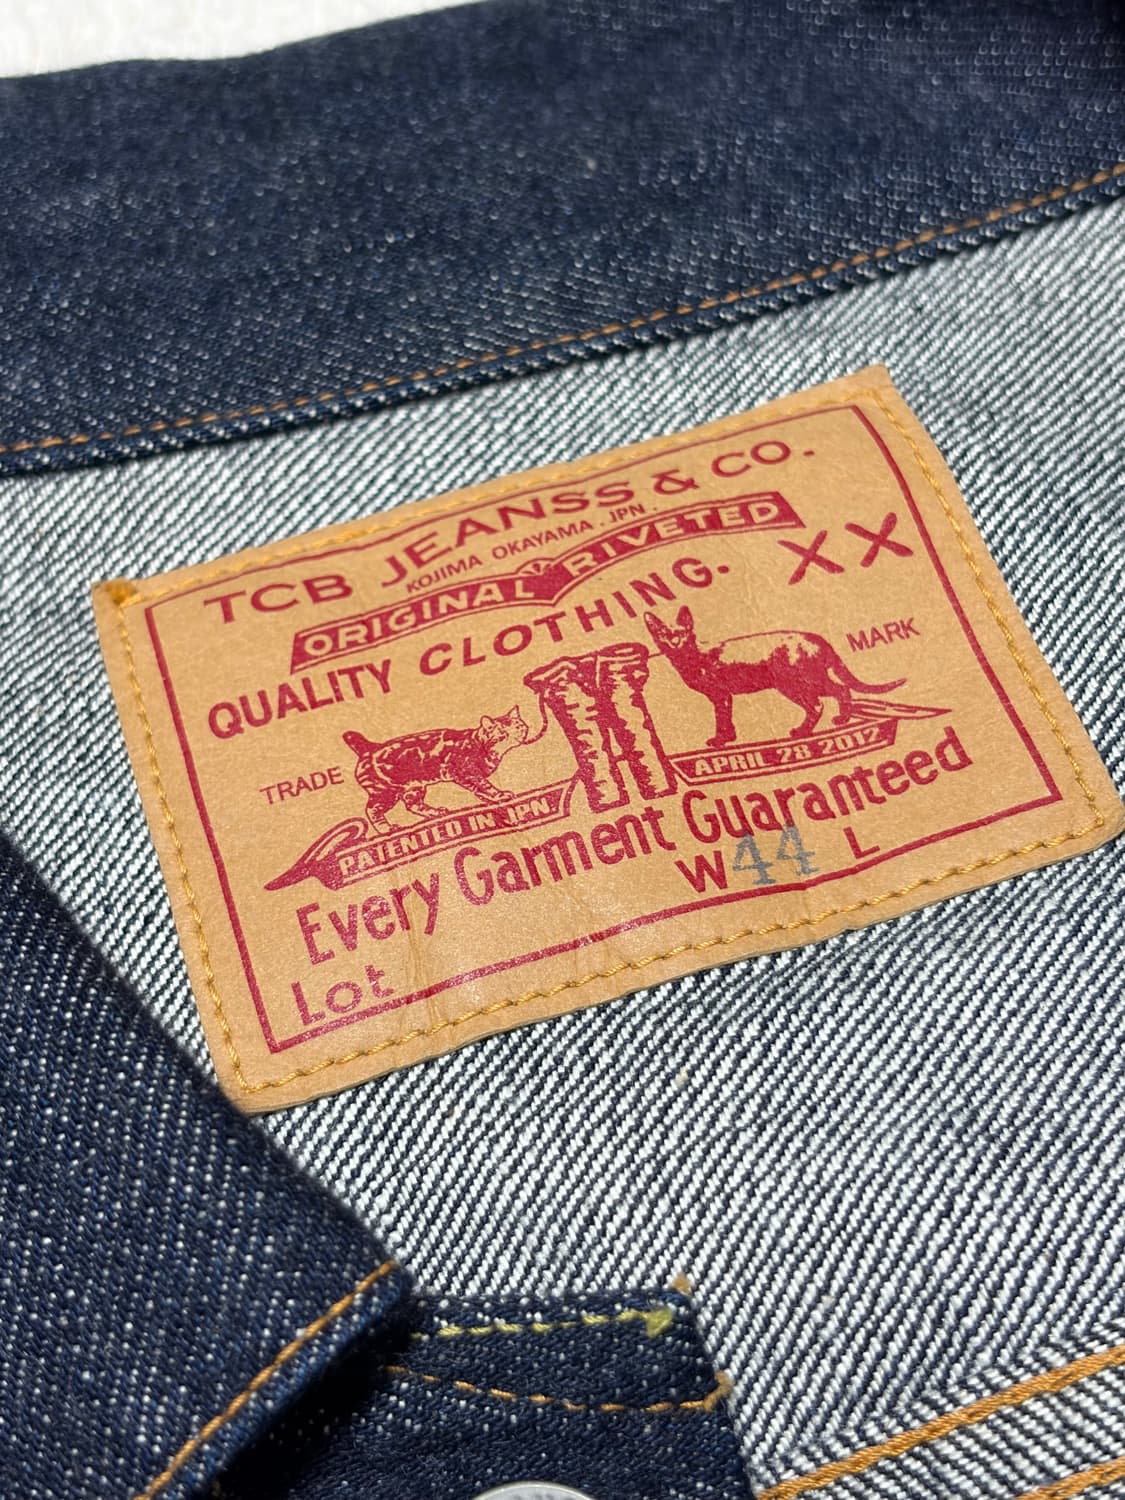 TCB JEANSS & CO.
KOJIMA OKAYAMA . JPN .
ORIGINAL RIVETED
QUALITY CLOTHING. XX
TRADE MARK
PATENTED IN JPN.
APRIL 28 2012
Every Garment Guaranteed
W 44 L
Lot